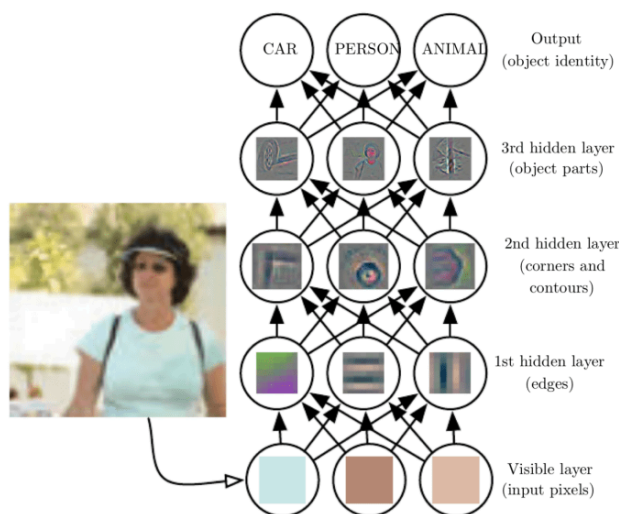 CAR PERSON ANIMAL
Output
(object identity)
3rd hidden layer
(object parts)
2nd hidden layer
(corners and
contours)
1st hidden layer
(edges)
Visible layer
(input pixels)